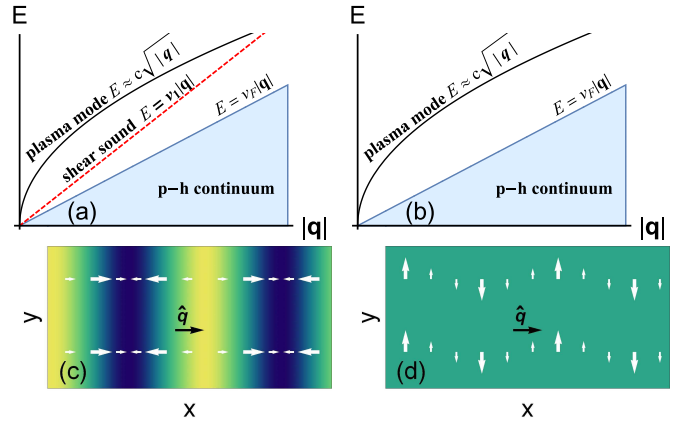 E
plasma mode E ≈ c√|q|
shear sound E = v₁|q|
E = v_F|q|
p−h continuum
(a)
|q|
E
plasma mode E ≈ c√|q|
E = v_F|q|
p−h continuum
(b)
|q|
y
q̂
(c)
x
y
q̂
(d)
x